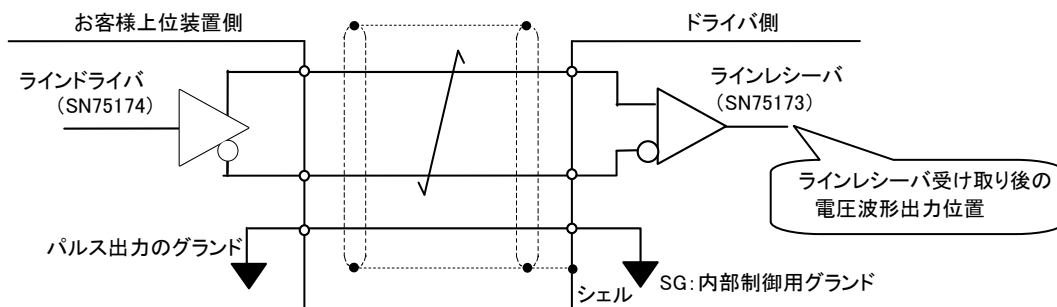 お客様上位装置側
ドライバ側
ラインドライバ
(SN75174)
ラインレシーバ
(SN75173)
ラインレシーバ受け取り後の
電圧波形出力位置
パルス出力のグランド
SG:内部制御用グランド
シェル